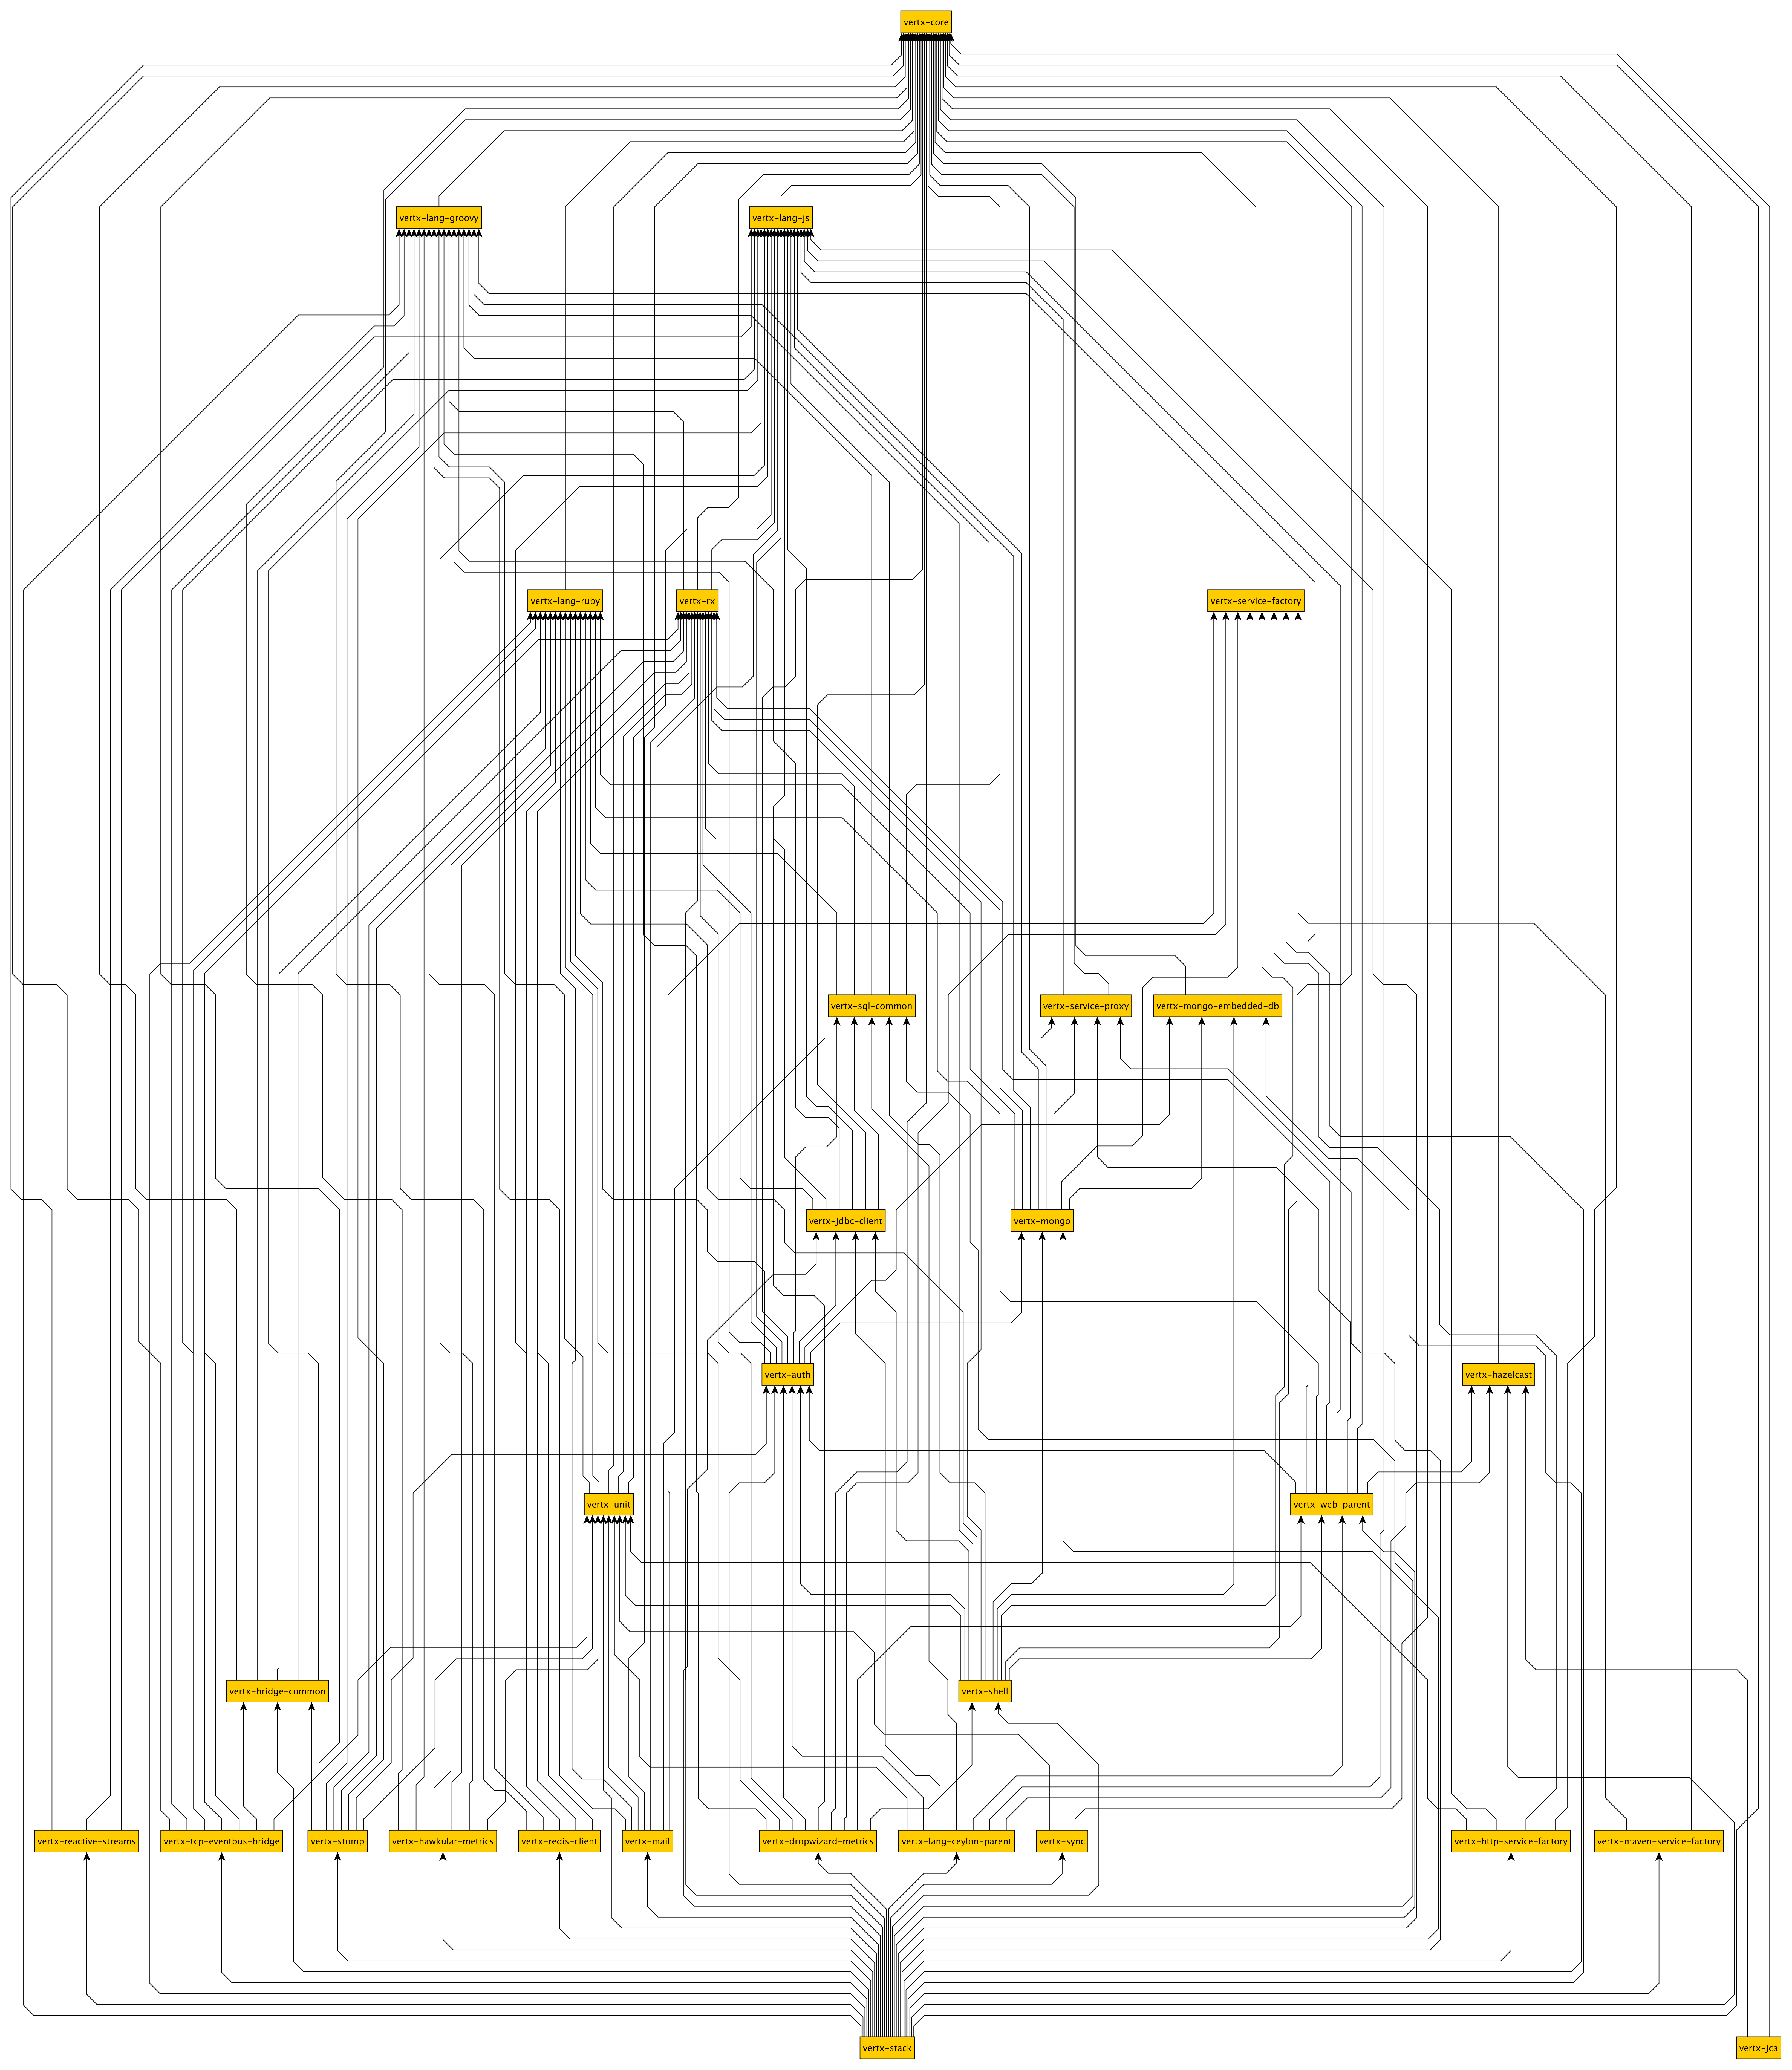 vertx-core
vertx-lang-groovy
vertx-lang-js
vertx-lang-ruby
vertx-rx
vertx-service-factory
vertx-sql-common
vertx-service-proxy
vertx-mongo-embedded-db
vertx-jdbc-client
vertx-mongo
vertx-auth
vertx-hazelcast
vertx-unit
vertx-web-parent
vertx-bridge-common
vertx-shell
vertx-reactive-streams
vertx-tcp-eventbus-bridge
vertx-stomp
vertx-hawkular-metrics
vertx-redis-client
vertx-mail
vertx-dropwizard-metrics
vertx-lang-ceylon-parent
vertx-sync
vertx-http-service-factory
vertx-maven-service-factory
vertx-stack
vertx-jca